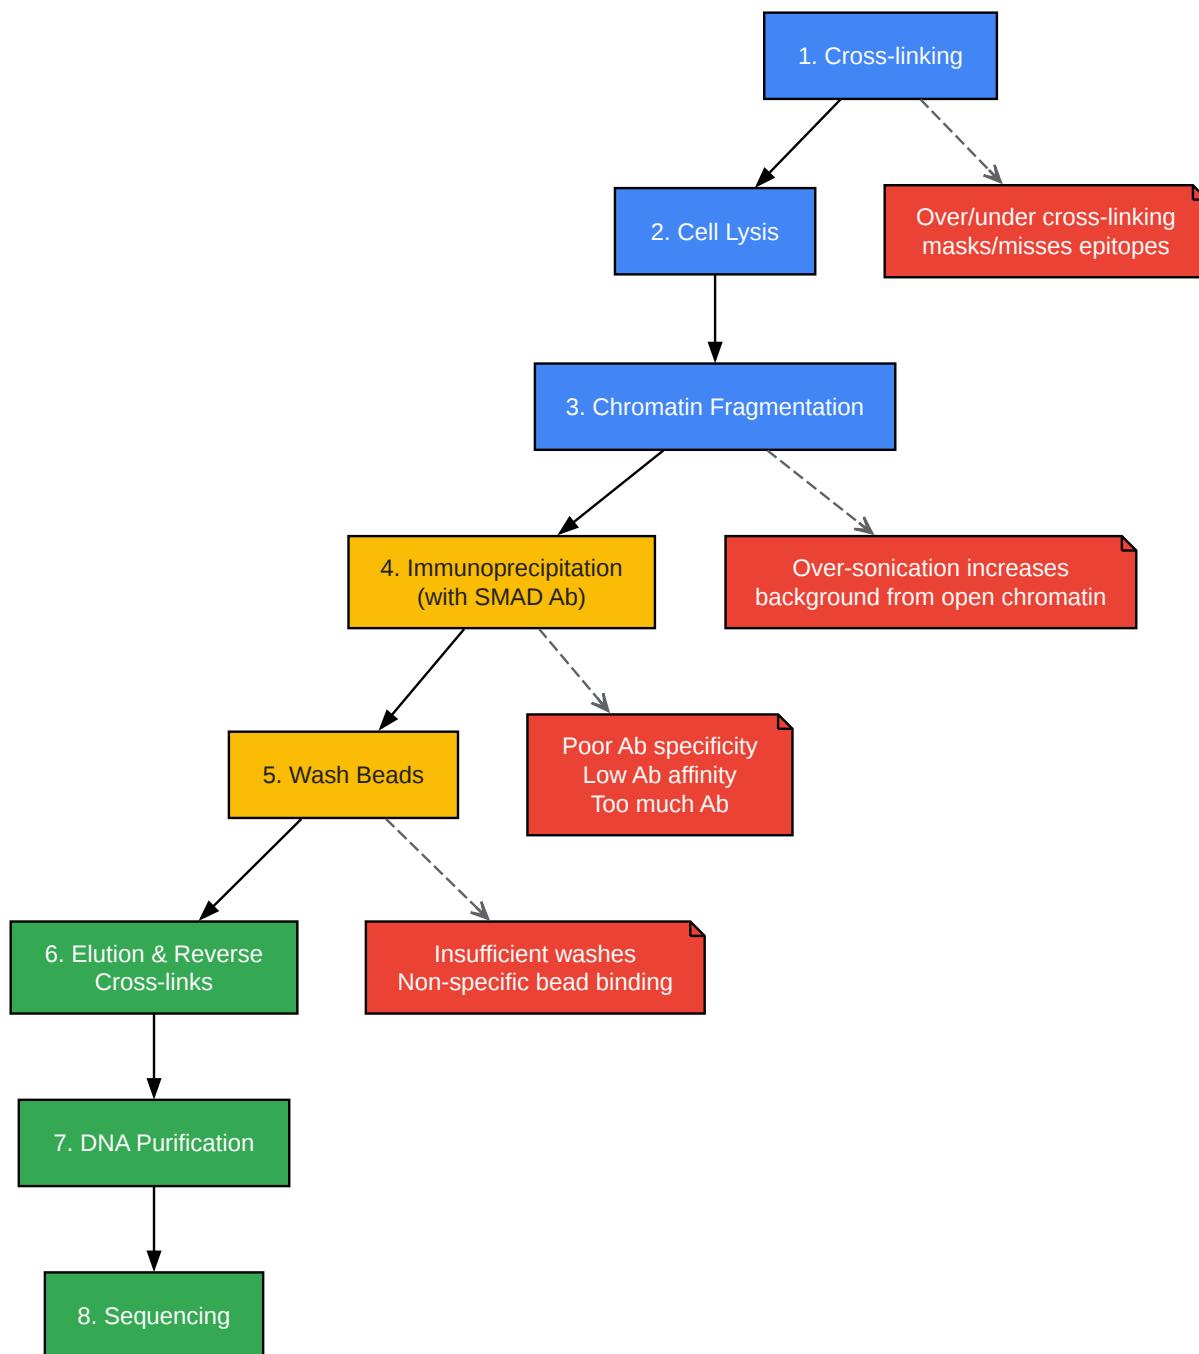 1. Cross-linking
2. Cell Lysis
Over/under cross-linking
masks/misses epitopes
3. Chromatin Fragmentation
4. Immunoprecipitation
(with SMAD Ab)
Over-sonication increases
background from open chromatin
5. Wash Beads
Poor Ab specificity
Low Ab affinity
Too much Ab
6. Elution & Reverse
Cross-links
Insufficient washes
Non-specific bead binding
7. DNA Purification
8. Sequencing